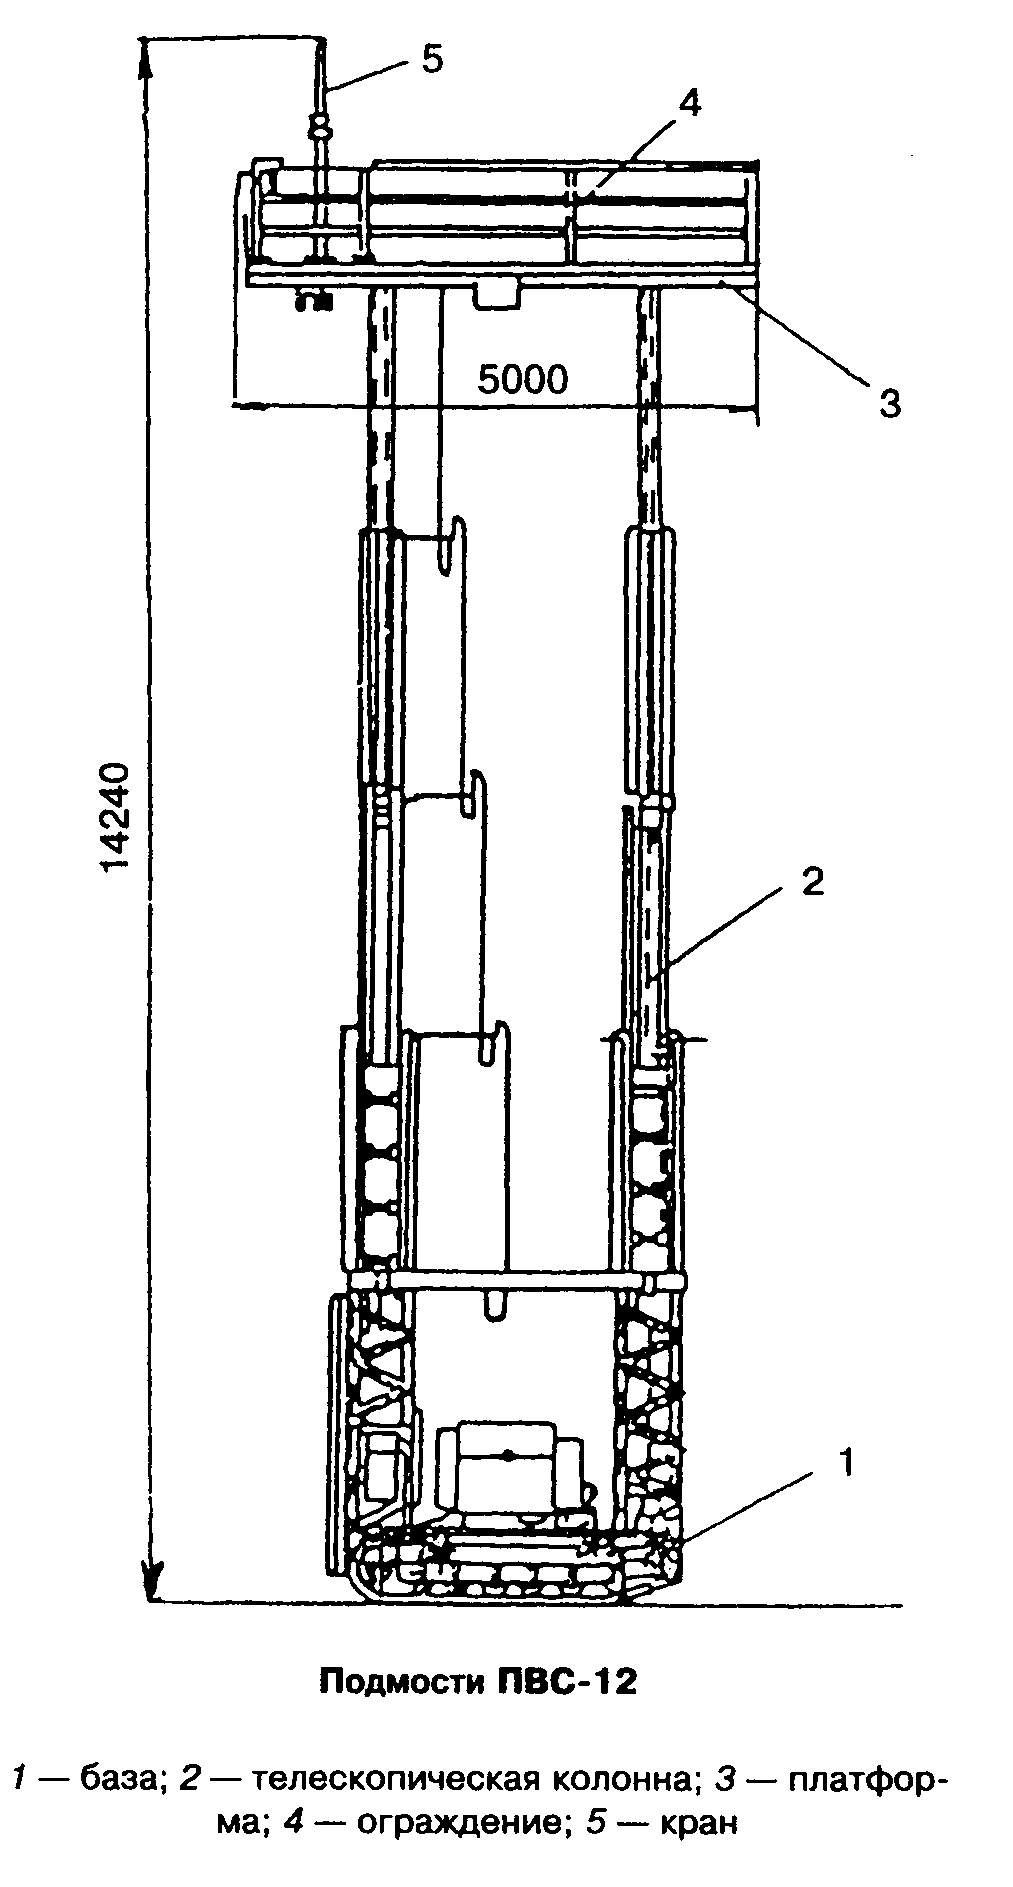 5
4
5000
3
14240
2
1
Подмости ПВС-12
1 — база; 2 — телескопическая колонна; 3 — платфор-
ма; 4 — ограждение; 5 — кран